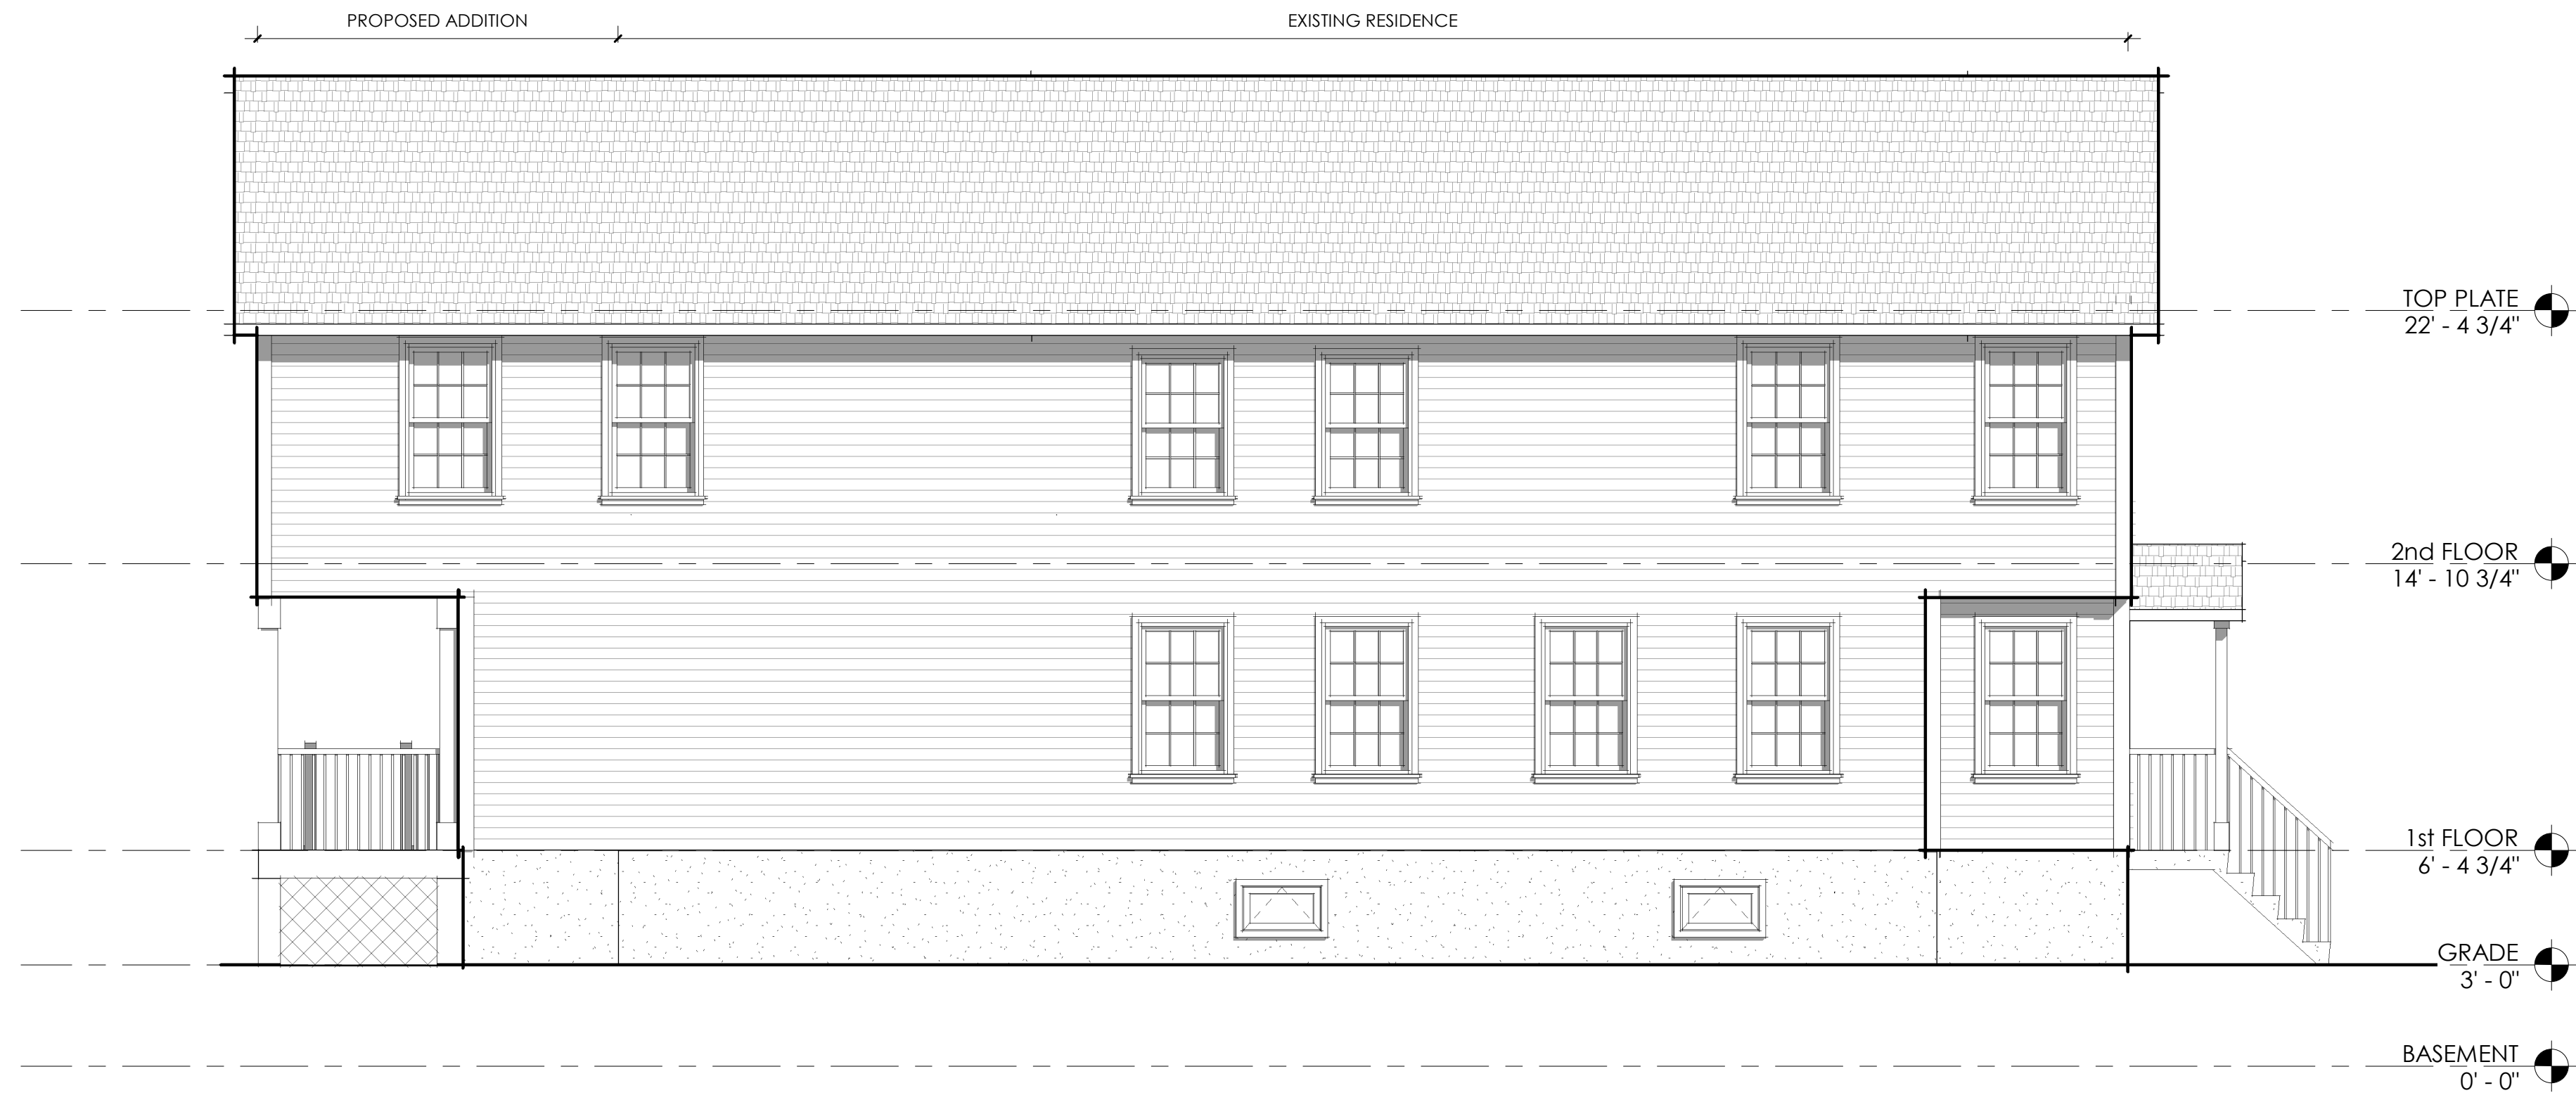 PROPOSED ADDITION
EXISTING RESIDENCE
TOP PLATE
22' - 4 3/4"
2nd FLOOR
14' - 10 3/4"
1st FLOOR
6' - 4 3/4"
GRADE
3' - 0"
BASEMENT
0' - 0"